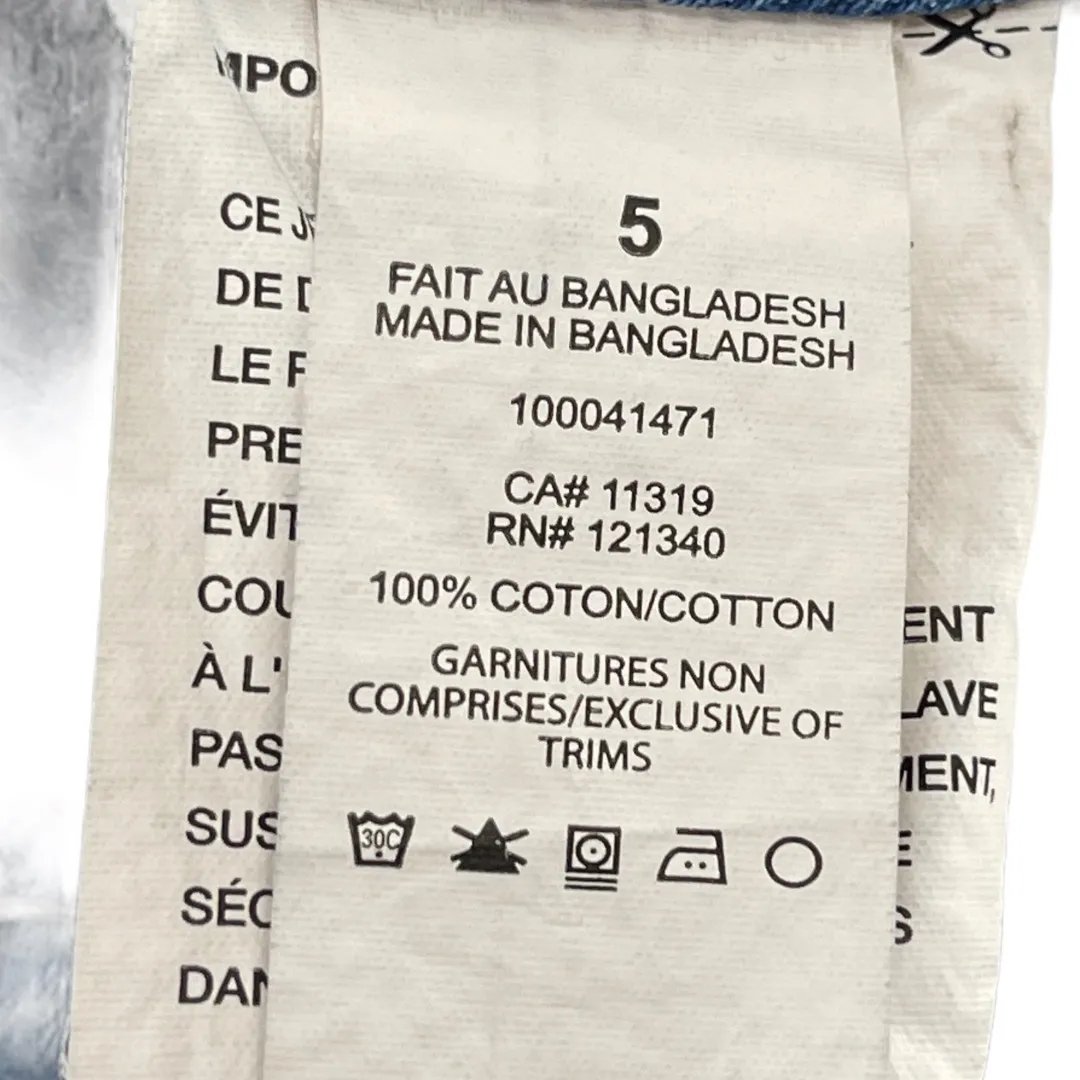 5
FAIT AU BANGLADESH
MADE IN BANGLADESH
100041471
CA# 11319
RN# 121340
100% COTON/COTTON
GARNITURES NON
COMPRISES/EXCLUSIVE OF
TRIMS
30C
CE
DE
LE
PRE
ÉVIT
COU
À L'
PAS
SUS
SÉC
DAN
ENT
LAVE
MENT,